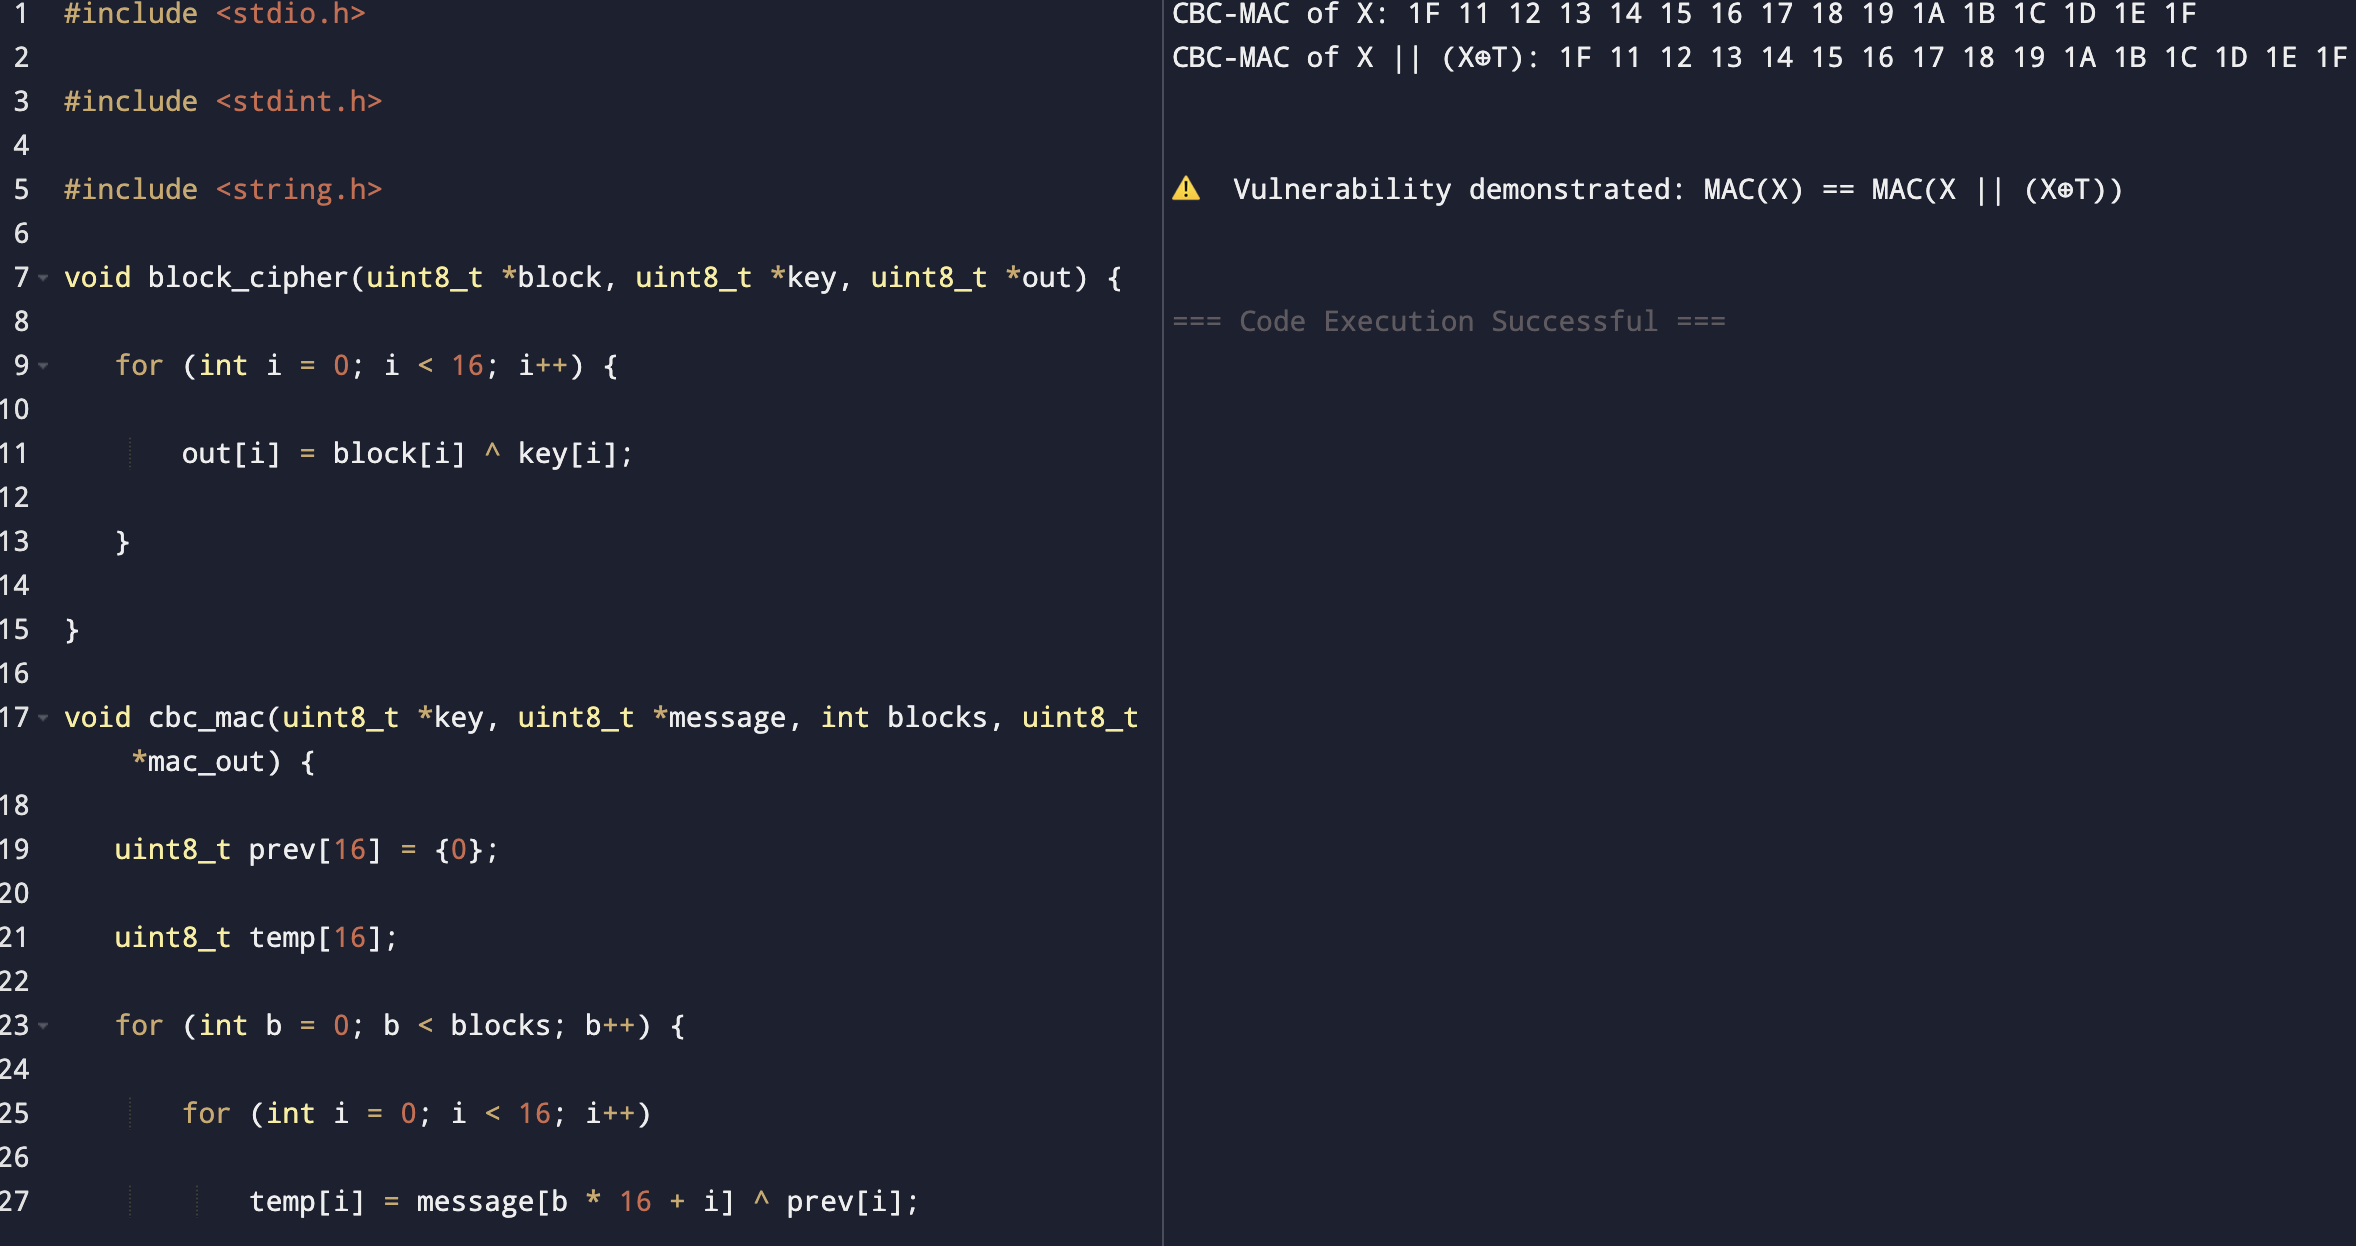 1 #include <stdio.h>
2
3 #include <stdint.h>
4
5 #include <string.h>
6
7 void block_cipher(uint8_t *block, uint8_t *key, uint8_t *out) {
8
9 for (int i = 0; i < 16; i++) {
10
11 out[i] = block[i] ^ key[i];
12
13 }
14
15 }
16
17 void cbc_mac(uint8_t *key, uint8_t *message, int blocks, uint8_t
*mac_out) {
18
19 uint8_t prev[16] = {0};
20
21 uint8_t temp[16];
22
23 for (int b = 0; b < blocks; b++) {
24
25 for (int i = 0; i < 16; i++)
26
27 temp[i] = message[b * 16 + i] ^ prev[i];
CBC-MAC of X: 1F 11 12 13 14 15 16 17 18 19 1A 1B 1C 1D 1E 1F
CBC-MAC of X || (X⊕T): 1F 11 12 13 14 15 16 17 18 19 1A 1B 1C 1D 1E 1F
⚠️ Vulnerability demonstrated: MAC(X) == MAC(X || (X⊕T))
=== Code Execution Successful ===